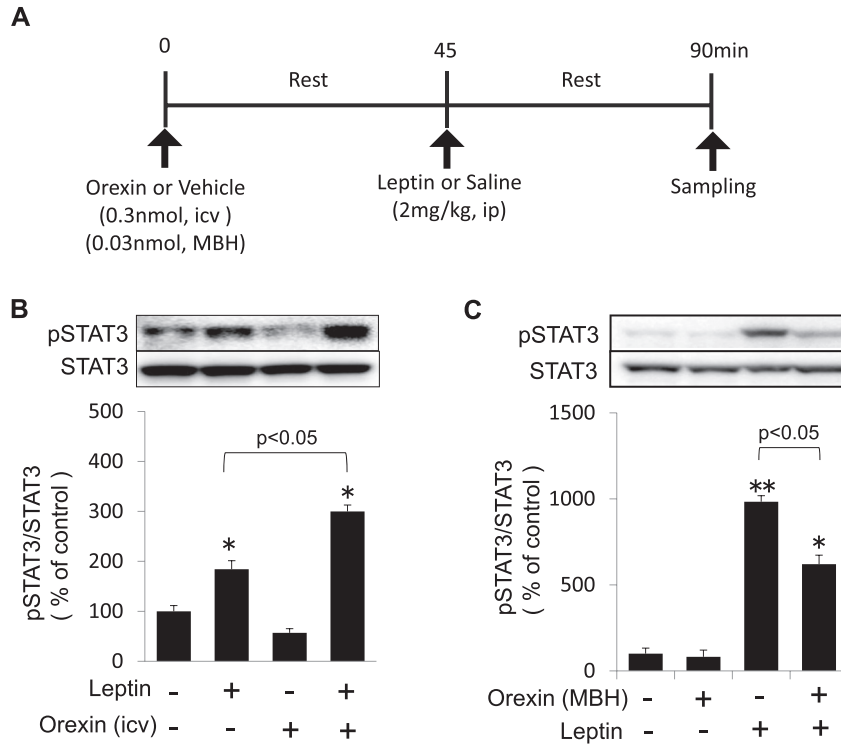 A
0 45 90min
Rest Rest
Orexin or Vehicle
(0.3nmol, icv )
(0.03nmol, MBH)
Leptin or Saline
(2mg/kg, ip)
Sampling
B
pSTAT3
STAT3
pSTAT3/STAT3
( % of control )
500
400
300
200
100
0
p<0.05
*
*
Leptin - + - +
Orexin (icv) - - + +
C
pSTAT3
STAT3
pSTAT3/STAT3
( % of control )
1500
1000
500
0
p<0.05
**
*
Orexin (MBH) - + - +
Leptin - - + +